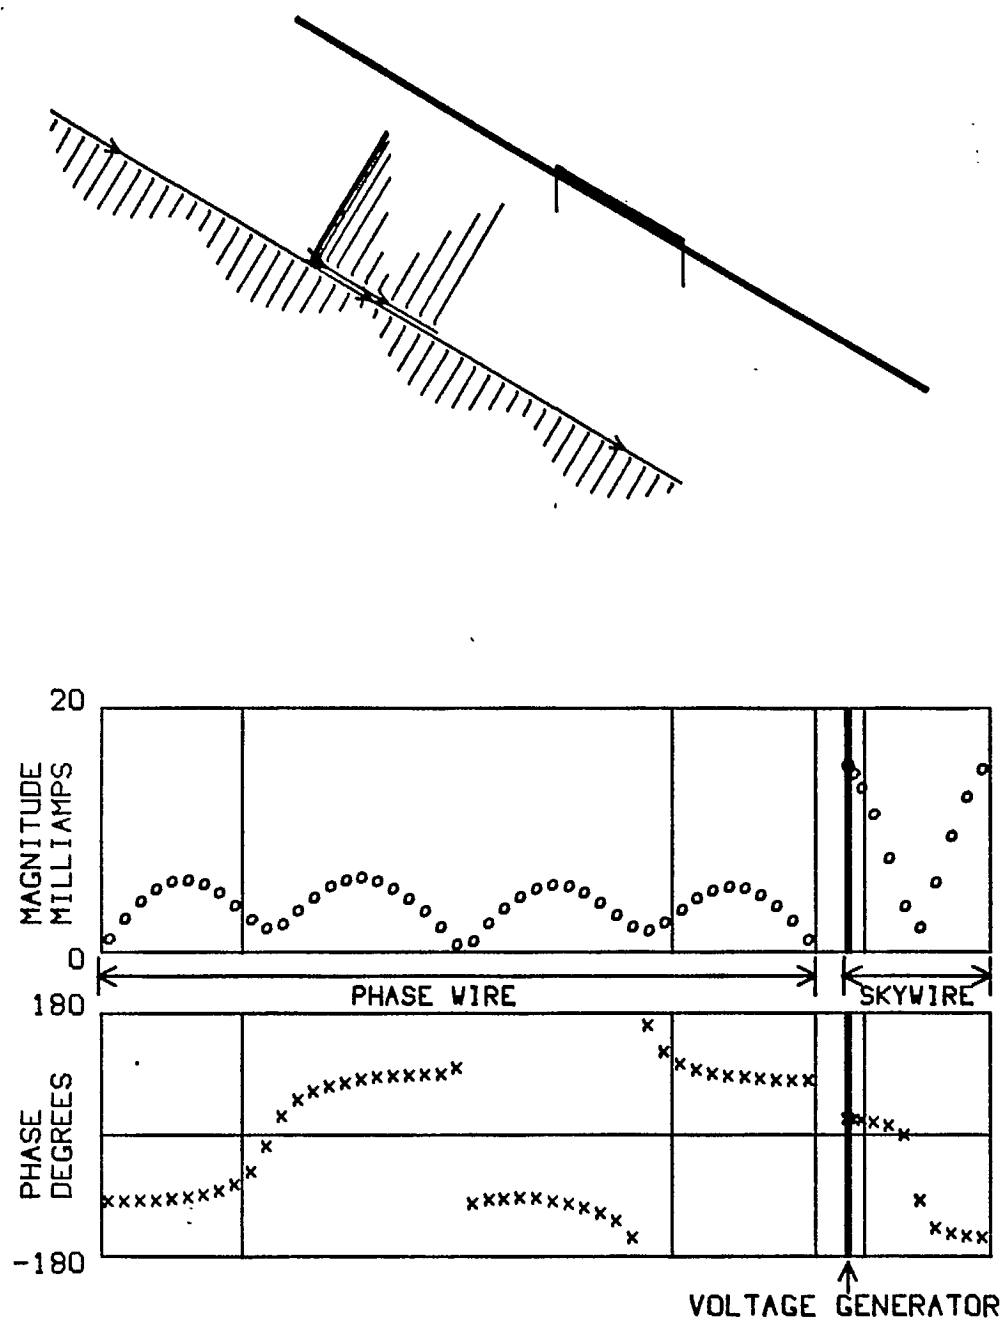 20
MAGNITUDE
MILLIAMPS
0
PHASE WIRE
SKYWIRE
180
PHASE
DEGREES
-180
VOLTAGE GENERATOR